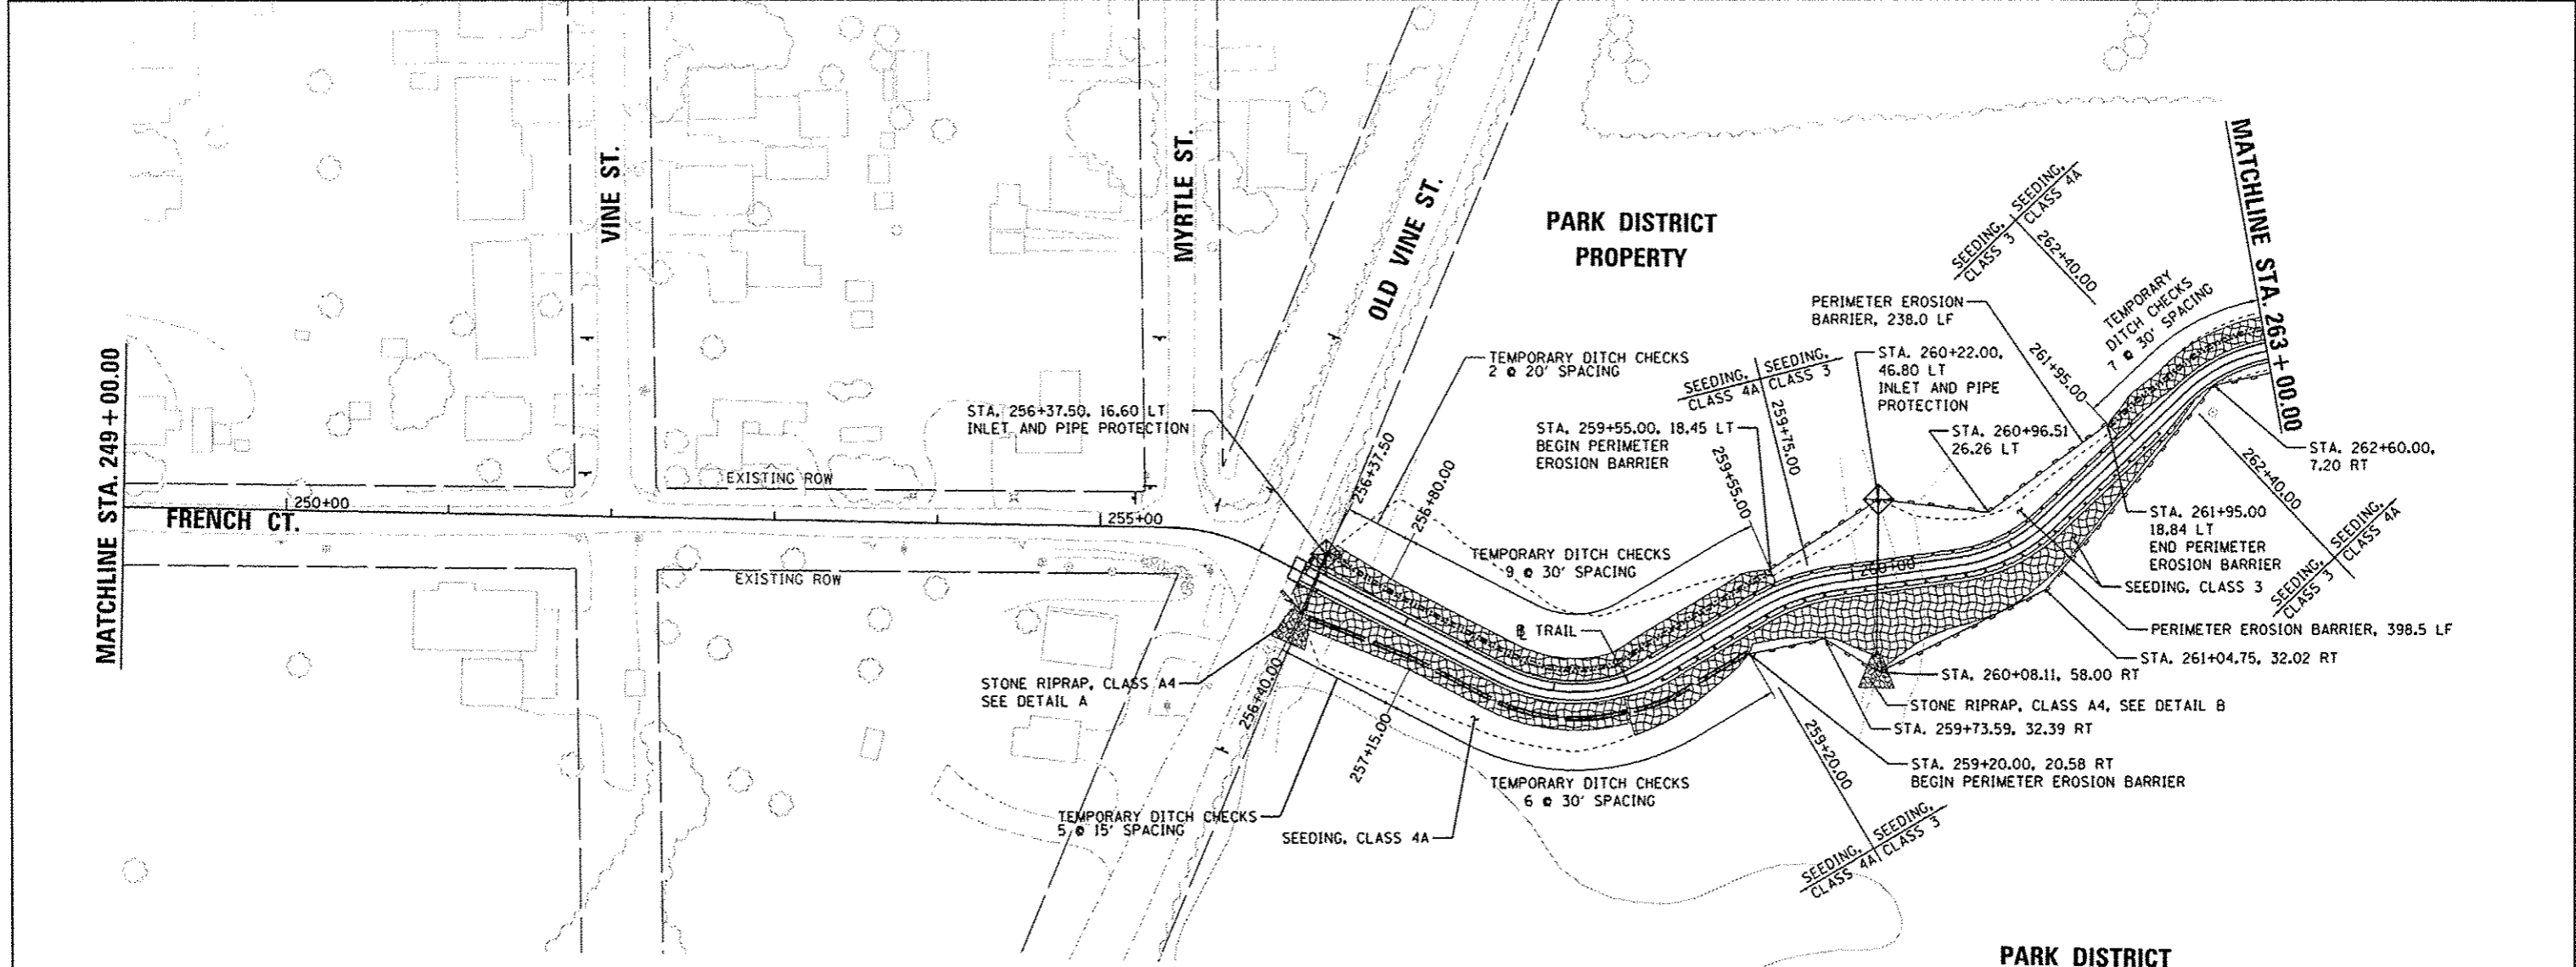 MATCHLINE STA. 249+00.00
FRENCH CT.
250+00
VINE ST.
EXISTING ROW
EXISTING ROW
MYRTLE ST.
255+00
OLD VINE ST.
STA. 256+37.50, 16.60 LT
INLET AND PIPE PROTECTION
STONE RIPRAP, CLASS A4
SEE DETAIL A
TEMPORARY DITCH CHECKS
5 @ 15' SPACING
256+40.00
257+15.00
SEEDING, CLASS 4A
256+37.50
256+80.00
TEMPORARY DITCH CHECKS
2 @ 20' SPACING
TEMPORARY DITCH CHECKS
9 @ 30' SPACING
℄ TRAIL
TEMPORARY DITCH CHECKS
6 @ 30' SPACING
PARK DISTRICT
PROPERTY
STA. 259+55.00, 18.45 LT
BEGIN PERIMETER
EROSION BARRIER
259+55.00
SEEDING,
CLASS 4A
SEEDING,
CLASS 3
259+75.00
PERIMETER EROSION
BARRIER, 238.0 LF
STA. 260+22.00,
46.80 LT
INLET AND PIPE
PROTECTION
STA. 260+96.51
26.26 LT
260+00
SEEDING,
CLASS 3
SEEDING,
CLASS 4A
262+40.00
TEMPORARY
DITCH CHECKS
7 @ 30' SPACING
261+95.00
MATCHLINE STA. 263+00.00
STA. 262+60.00,
7.20 RT
262+40.00
SEEDING,
CLASS 3
SEEDING,
CLASS 4A
STA. 261+95.00
18.84 LT
END PERIMETER
EROSION BARRIER
SEEDING, CLASS 3
PERIMETER EROSION BARRIER, 398.5 LF
STA. 261+04.75, 32.02 RT
STA. 260+08.11, 58.00 RT
STONE RIPRAP, CLASS A4, SEE DETAIL B
STA. 259+73.59, 32.39 RT
STA. 259+20.00, 20.58 RT
BEGIN PERIMETER EROSION BARRIER
259+20.00
SEEDING,
CLASS 4A
SEEDING,
CLASS 3
PARK DISTRICT